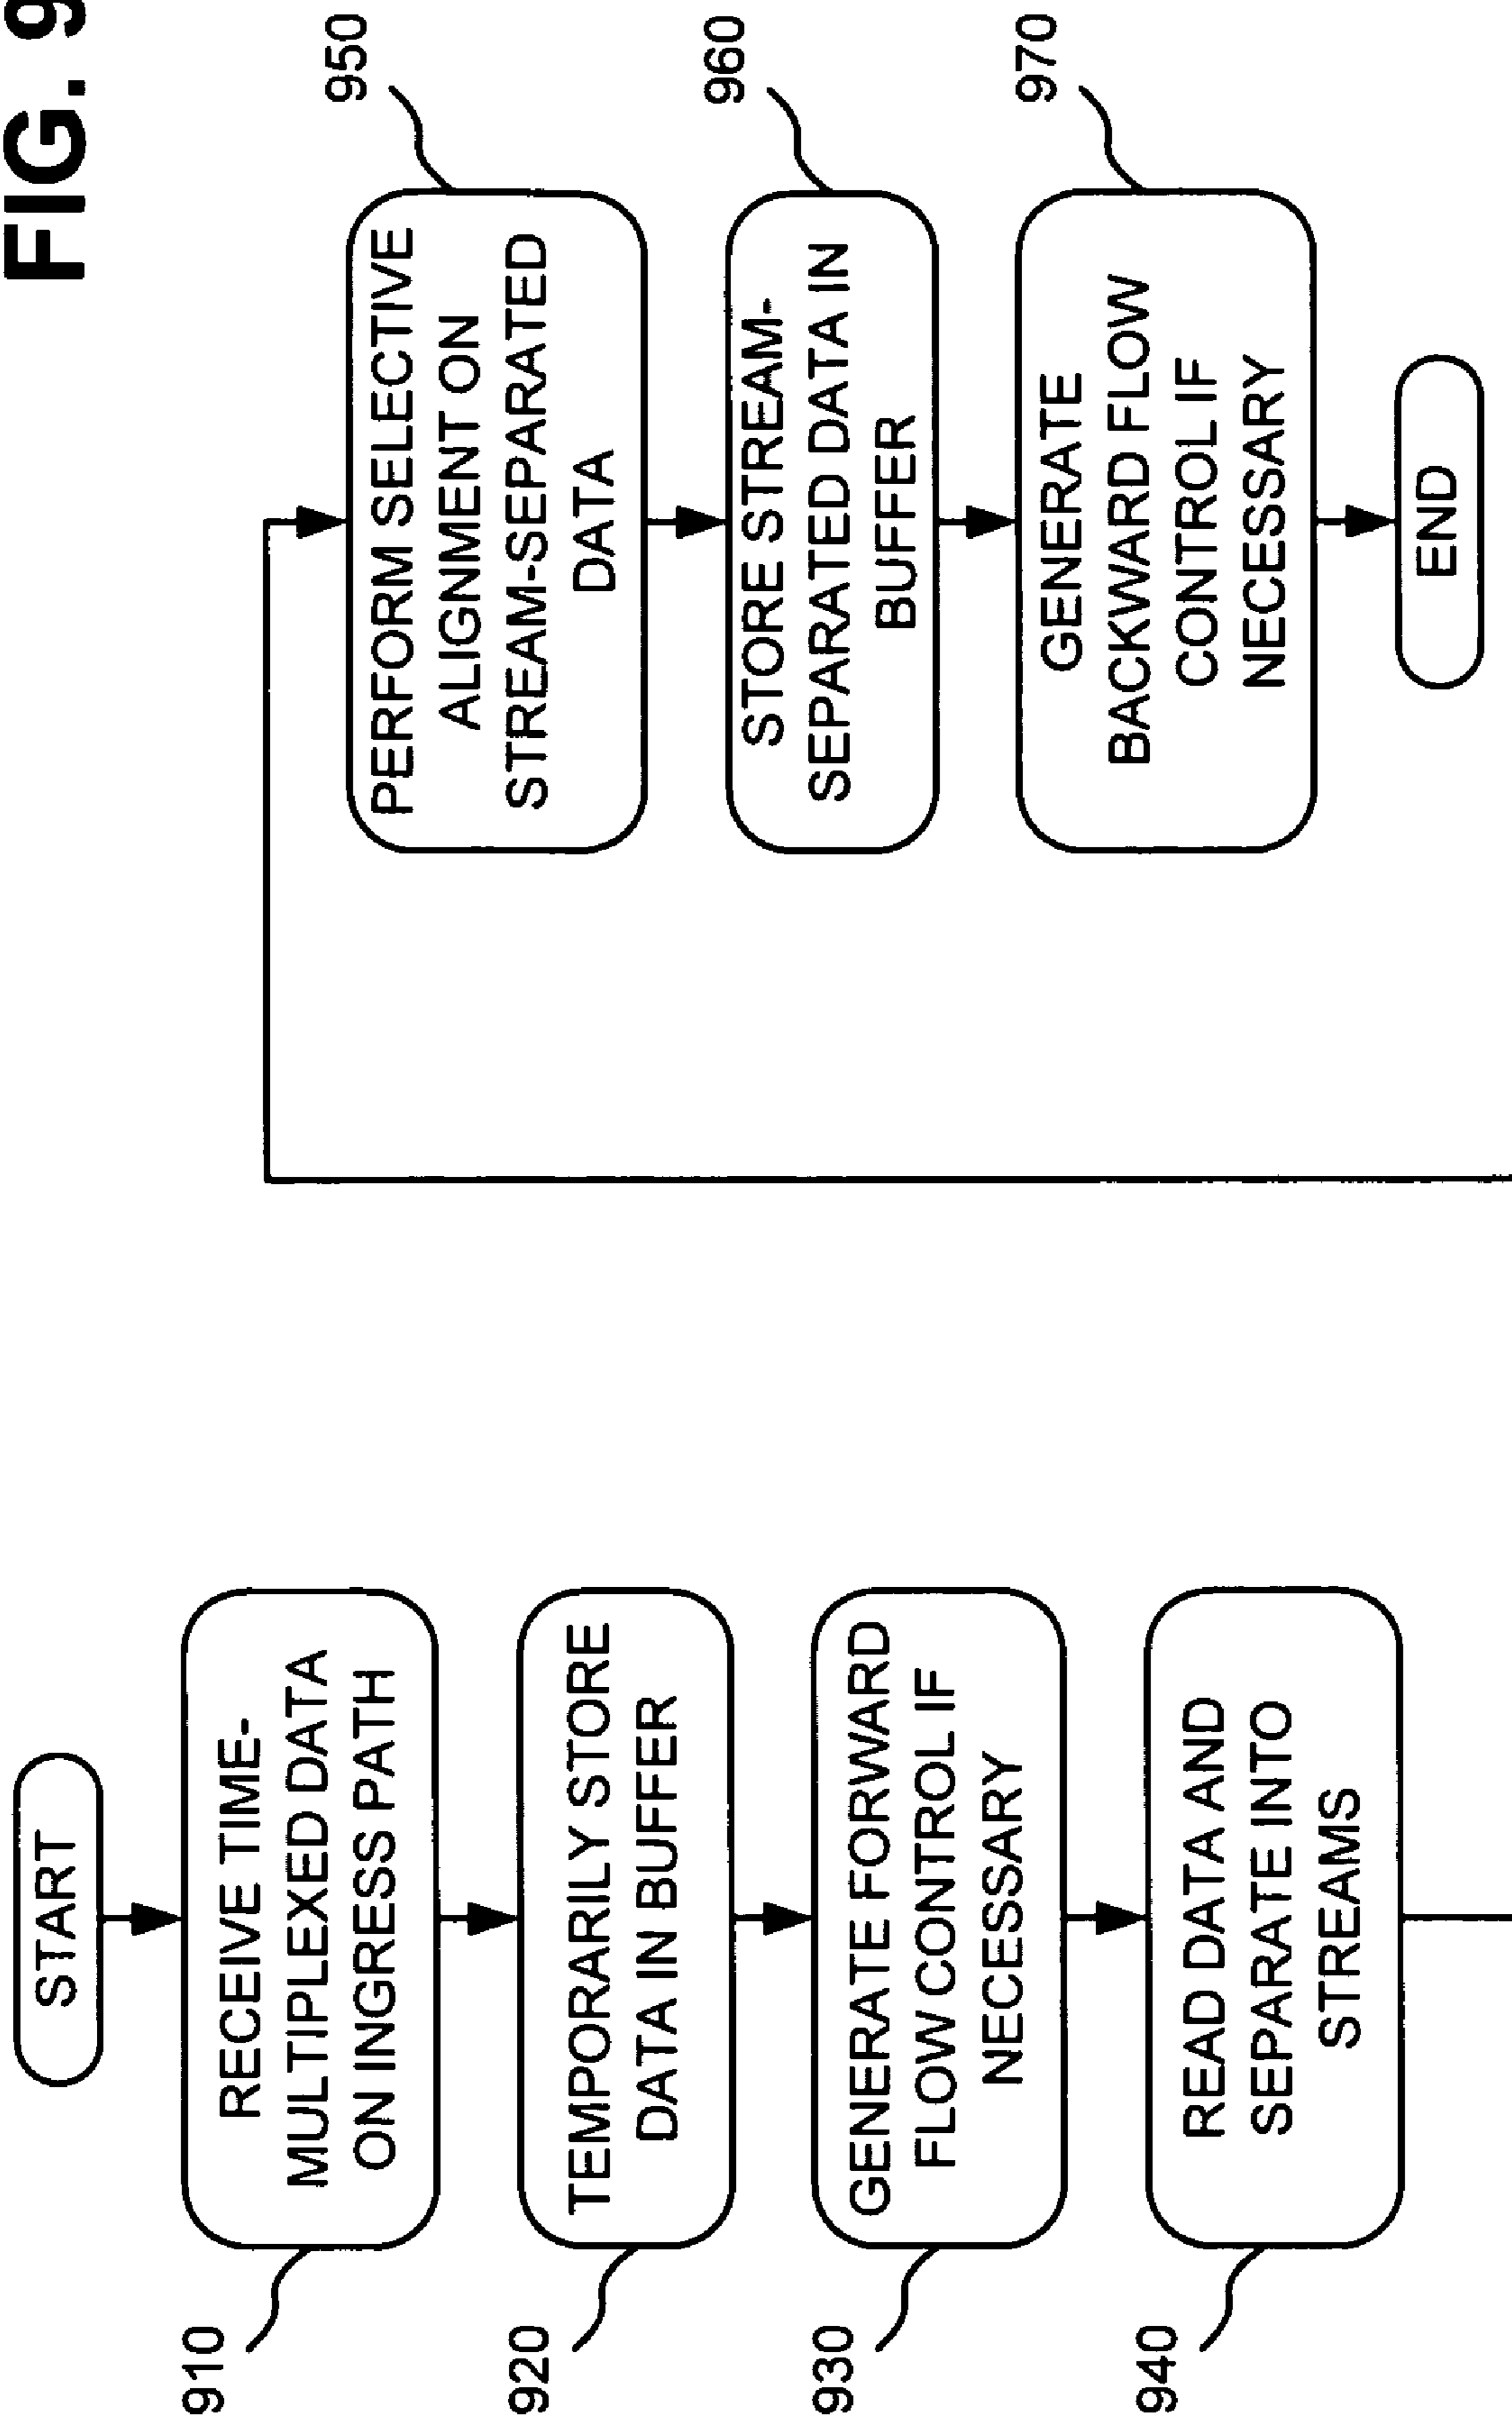 FIG. 9
START
910
RECEIVE TIME-
MULTIPLEXED DATA
ON INGRESS PATH
920
TEMPORARILY STORE
DATA IN BUFFER
930
GENERATE FORWARD
FLOW CONTROL IF
NECESSARY
940
READ DATA AND
SEPARATE INTO
STREAMS
950
PERFORM SELECTIVE
ALIGNMENT ON
STREAM-SEPARATED
DATA
960
STORE STREAM-
SEPARATED DATA IN
BUFFER
970
GENERATE
BACKWARD FLOW
CONTROL IF
NECESSARY
END